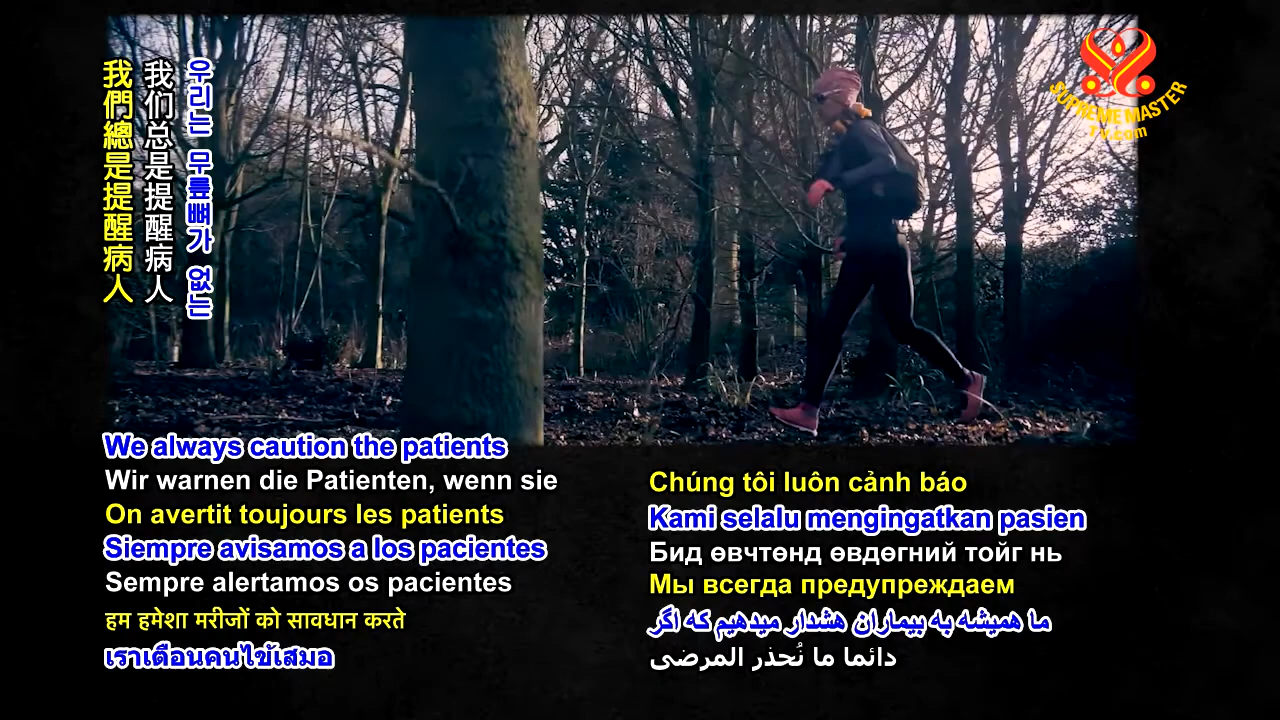 我們總是提醒病人
我们总是提醒病人
우리는 무릎뼈가 없는
SUPREME MASTER
TV.com
We always caution the patients
Wir warnen die Patienten, wenn sie
On avertit toujours les patients
Siempre avisamos a los pacientes
Sempre alertamos os pacientes
हम हमेशा मरीजों को सावधान करते
เราเตือนคนไข้เสมอ
Chúng tôi luôn cảnh báo
Kami selalu mengingatkan pasien
Бид өвчтөнд өвдөгний тойг нь
Мы всегда предупреждаем
ما همیشه به بیماران هشدار میدهیم که اگر
دائما ما نُحذر المرضى